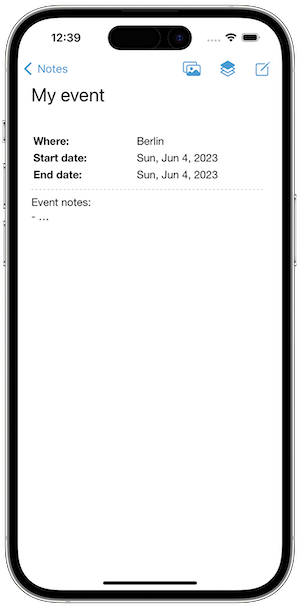 12:39
Notes
My event
Where: Berlin
Start date: Sun, Jun 4, 2023
End date: Sun, Jun 4, 2023
Event notes:
- ...